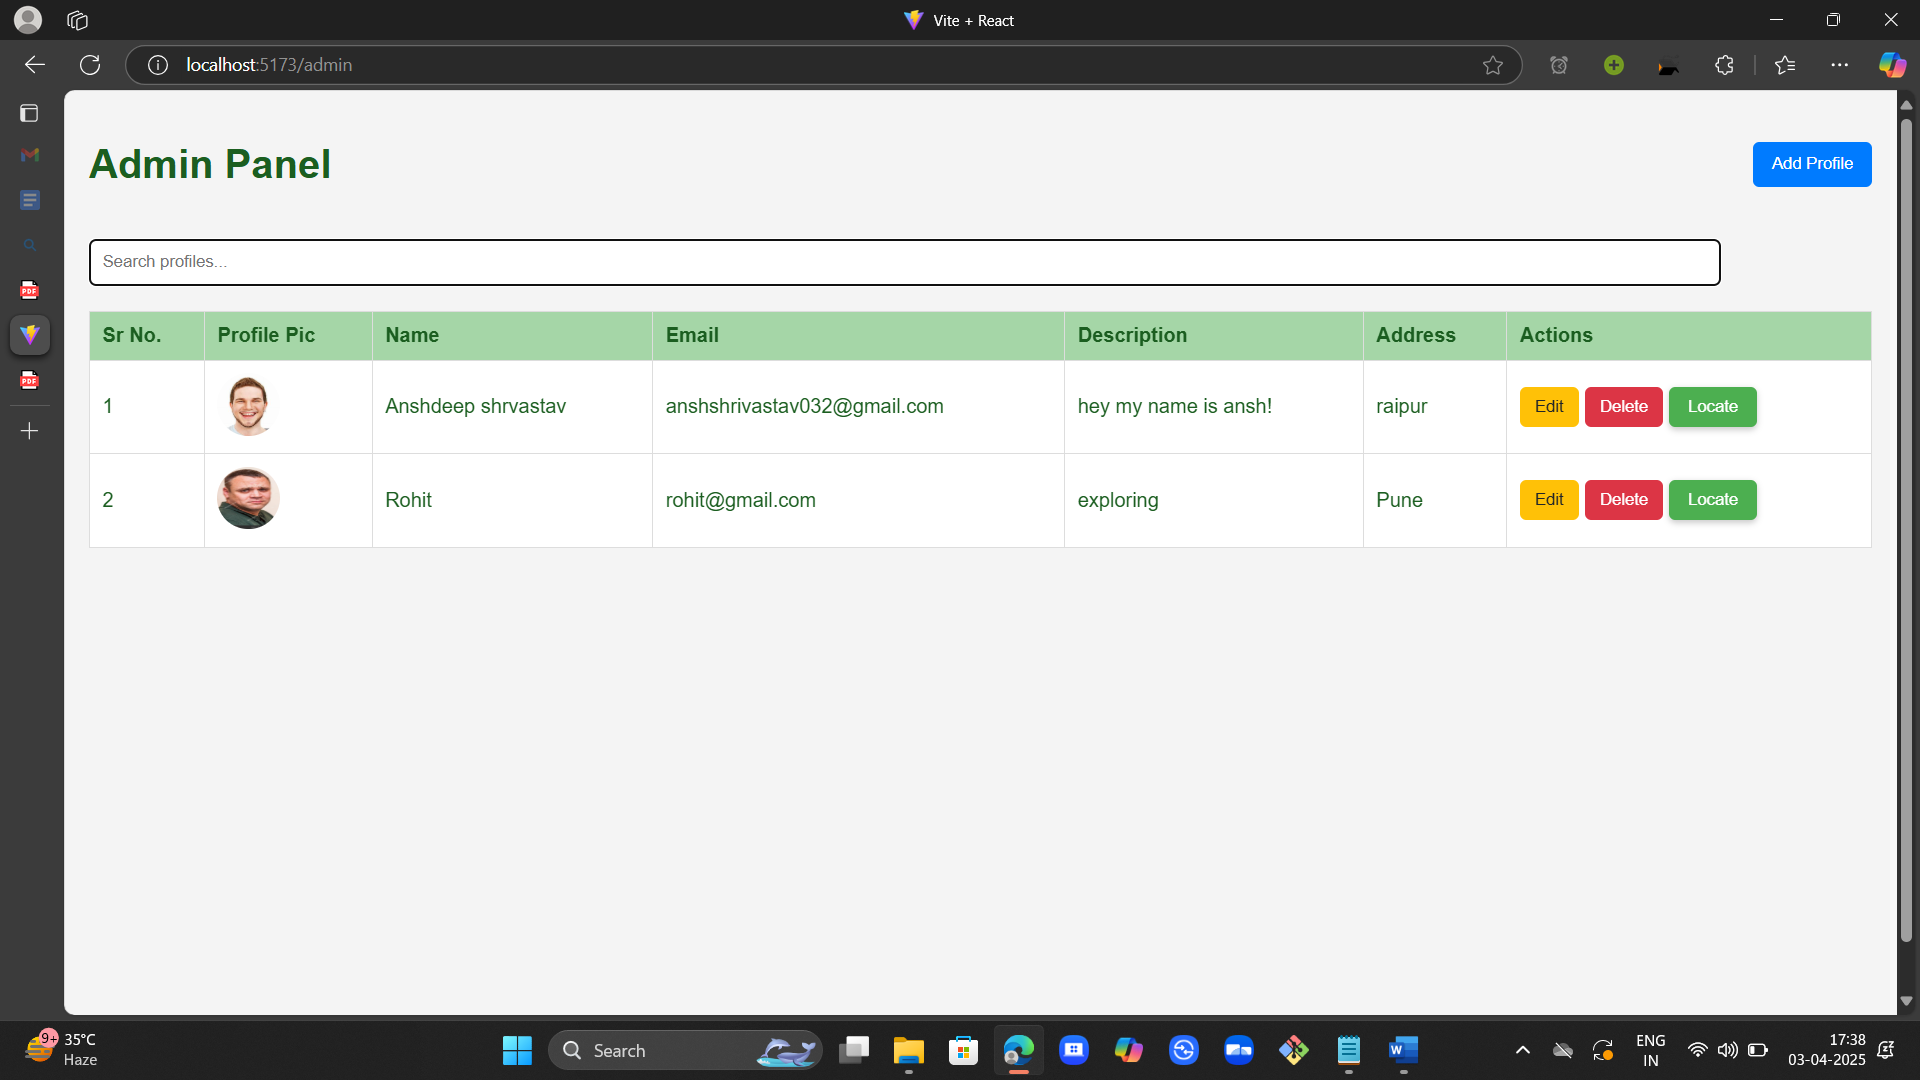 Vite + React
localhost:5173/admin
Admin Panel
Add Profile
Search profiles...
Sr No. Profile Pic Name Email Description Address Actions
1 Anshdeep shrvastav anshshrivastav032@gmail.com hey my name is ansh! raipur Edit Delete Locate
2 Rohit rohit@gmail.com exploring Pune Edit Delete Locate
PDF
PDF
9+ 35°C
Haze
Search
W
ENG
IN
17:38
03-04-2025